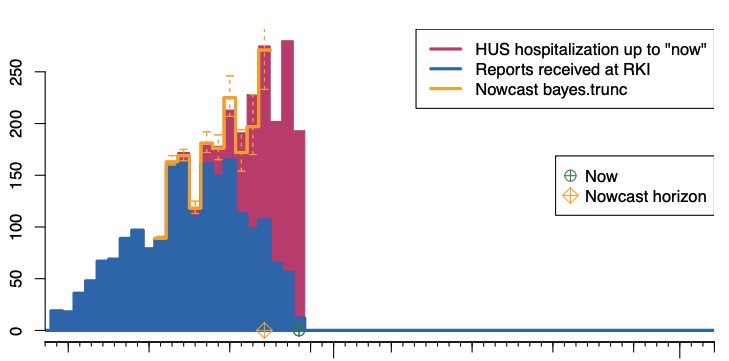 HUS hospitalization up to "now"
Reports received at RKI
Nowcast bayes.trunc
Now
Nowcast horizon
250
200
150
100
50
0